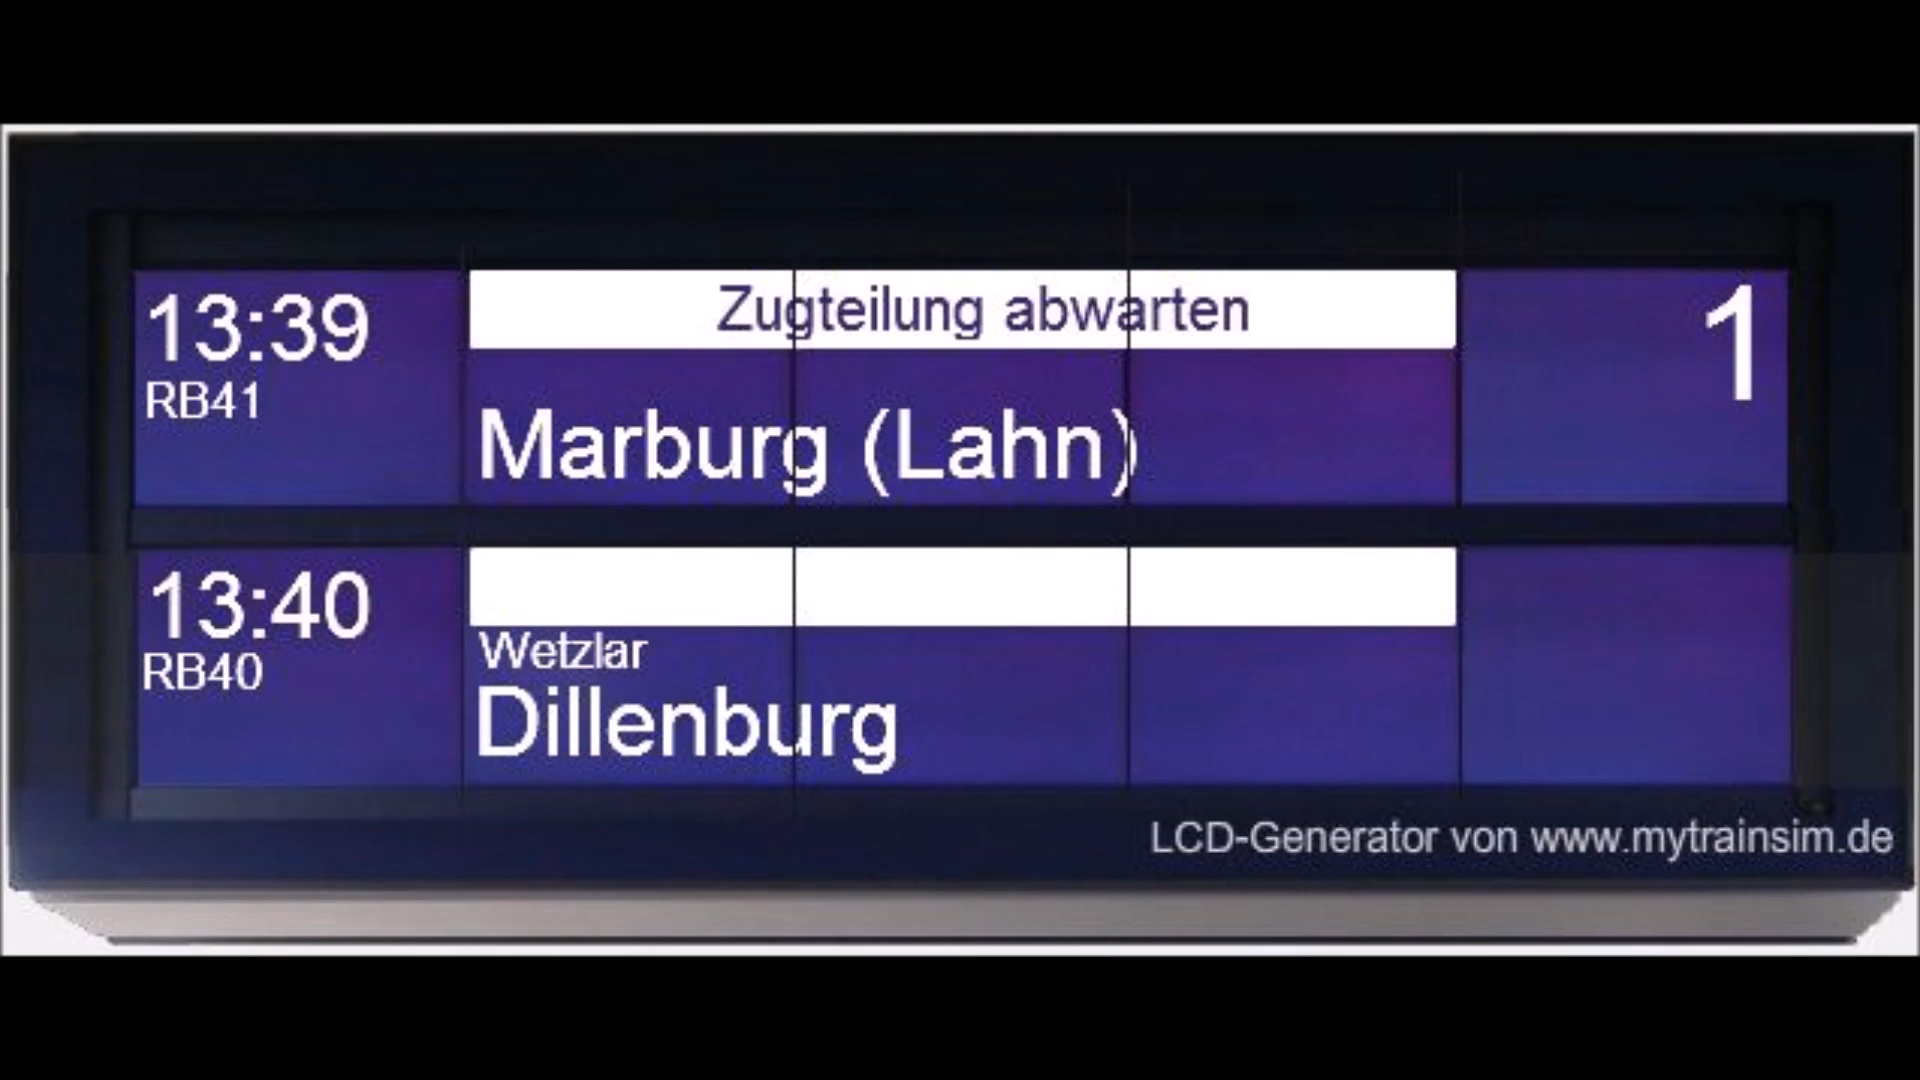 13:39
Zugteilung abwarten
1
RB41
Marburg (Lahn)
13:40
Wetzlar
RB40
Dillenburg
LCD-Generator von www.mytrainsim.de